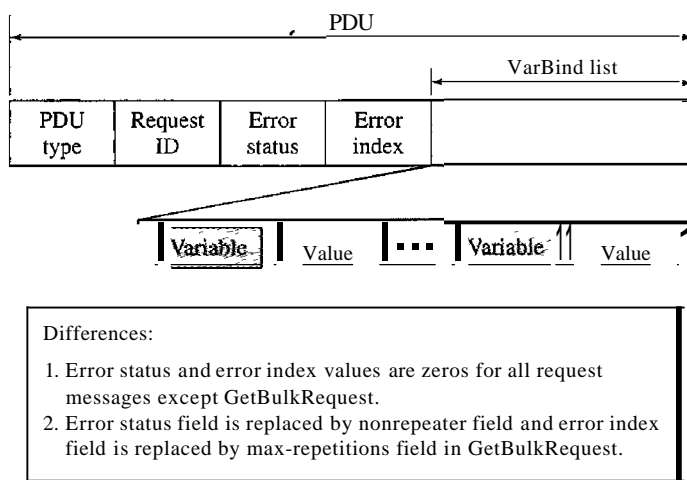 PDU
VarBind list
PDU type
Request ID
Error status
Error index
Variable Value ... Variable Value
Differences:
1. Error status and error index values are zeros for all request
messages except GetBulkRequest.
2. Error status field is replaced by nonrepeater field and error index
field is replaced by max-repetitions field in GetBulkRequest.